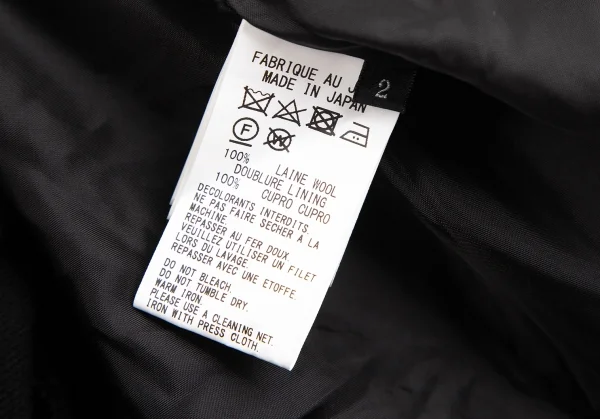 FABRIQUE AU J
MADE IN JAPAN
2
F
W
100% LAINE WOOL
DOUBLURE LINING
100% CUPRO CUPRO
DECOLORANTS INTERDITS.
NE PAS FAIRE SECHER A LA
MACHINE.
REPASSER AU FER DOUX.
VEUILLEZ UTILISER UN FILET
LORS DU LAVAGE.
REPASSER AVEC UNE ETOFFE.
DO NOT BLEACH.
DO NOT TUMBLE DRY.
WARM IRON.
PLEASE USE A CLEANING NET.
IRON WITH PRESS CLOTH.